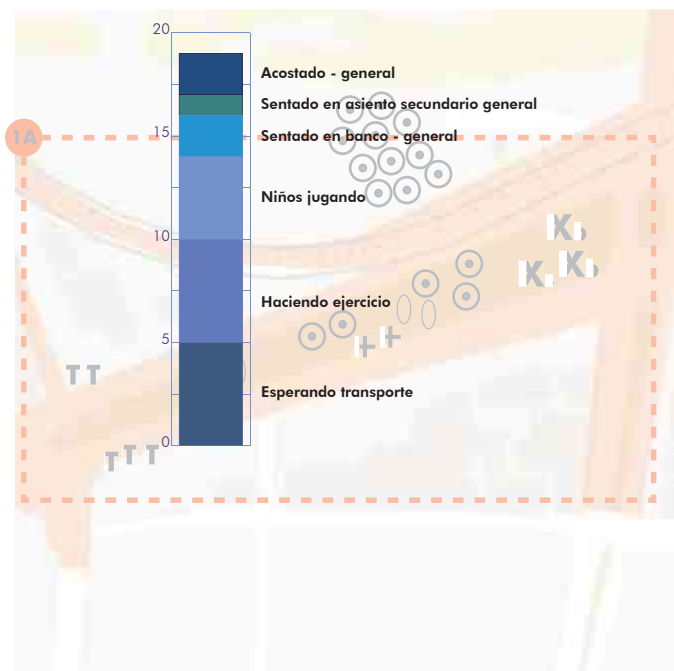 20
Acostado - general
Sentado en asiento secundario general
1A
15
Sentado en banco - general
Niños jugando
10
Haciendo ejercicio
5
Esperando transporte
T T
0
T T T